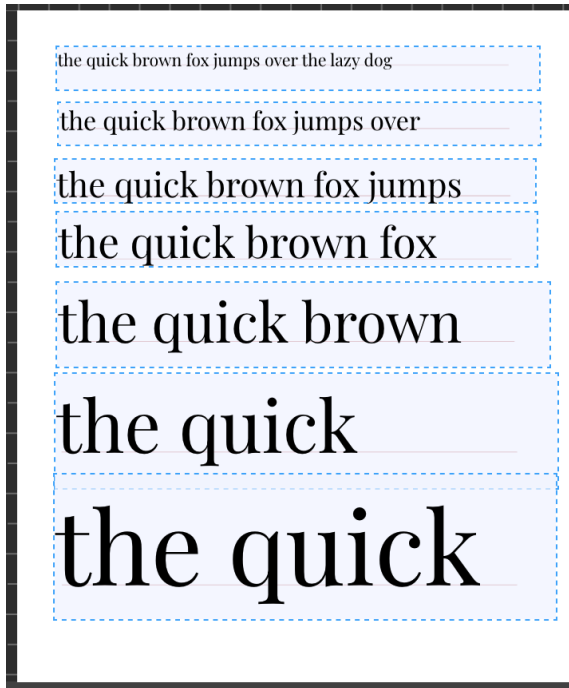 the quick brown fox jumps over the lazy dog
the quick brown fox jumps over
the quick brown fox jumps
the quick brown fox
the quick brown
the quick
the quick